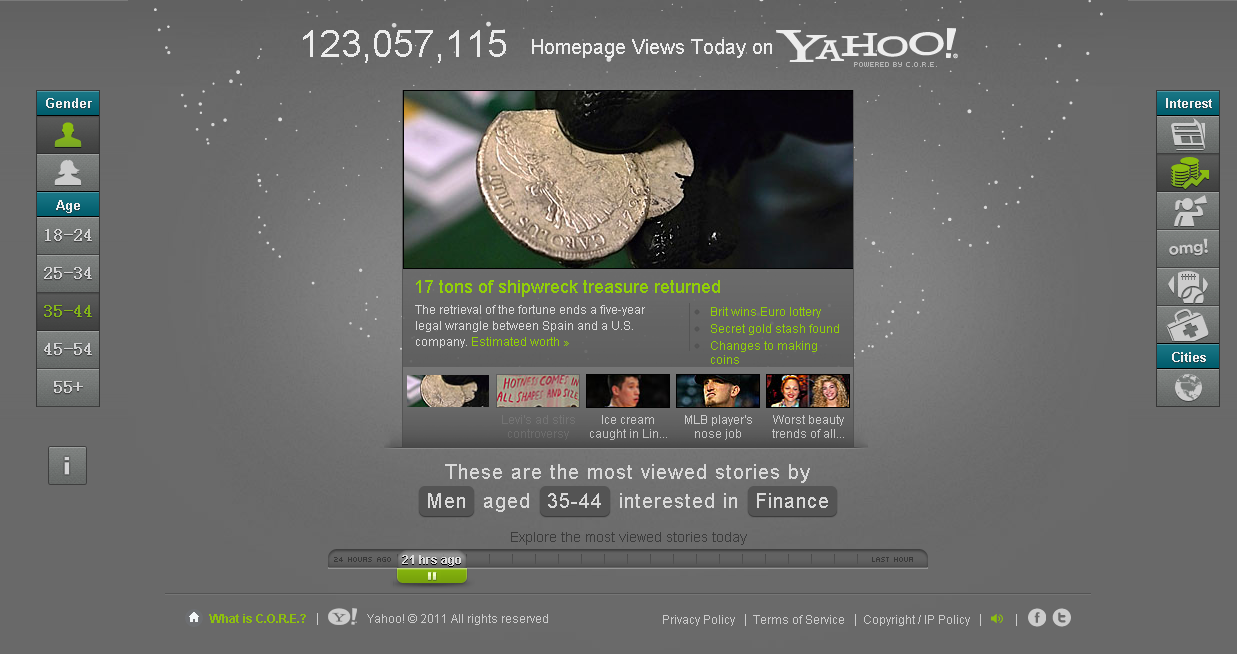 123,057,115 Homepage Views Today on YAHOO!
POWERED BY C.O.R.E.
Gender
Age
18-24
25-34
35-44
45-54
55+
i
CAROLUS IIII
17
17 tons of shipwreck treasure returned
The retrieval of the fortune ends a five-year
legal wrangle between Spain and a U.S.
company. Estimated worth »
Brit wins Euro lottery
Secret gold stash found
Changes to making
coins
HOTNESS COMES IN
ALL SHAPES AND SIZE
Levi's ad stirs
controversy
Ice cream
caught in Lin...
MLB player's
nose job
Worst beauty
trends of all...
These are the most viewed stories by
Men aged 35-44 interested in Finance
Explore the most viewed stories today
24 HOURS AGO 21 hrs ago LAST HOUR
Interest
omg!
Cities
What is C.O.R.E.? | Y! Yahoo! © 2011 All rights reserved
Privacy Policy | Terms of Service | Copyright / IP Policy | | f t